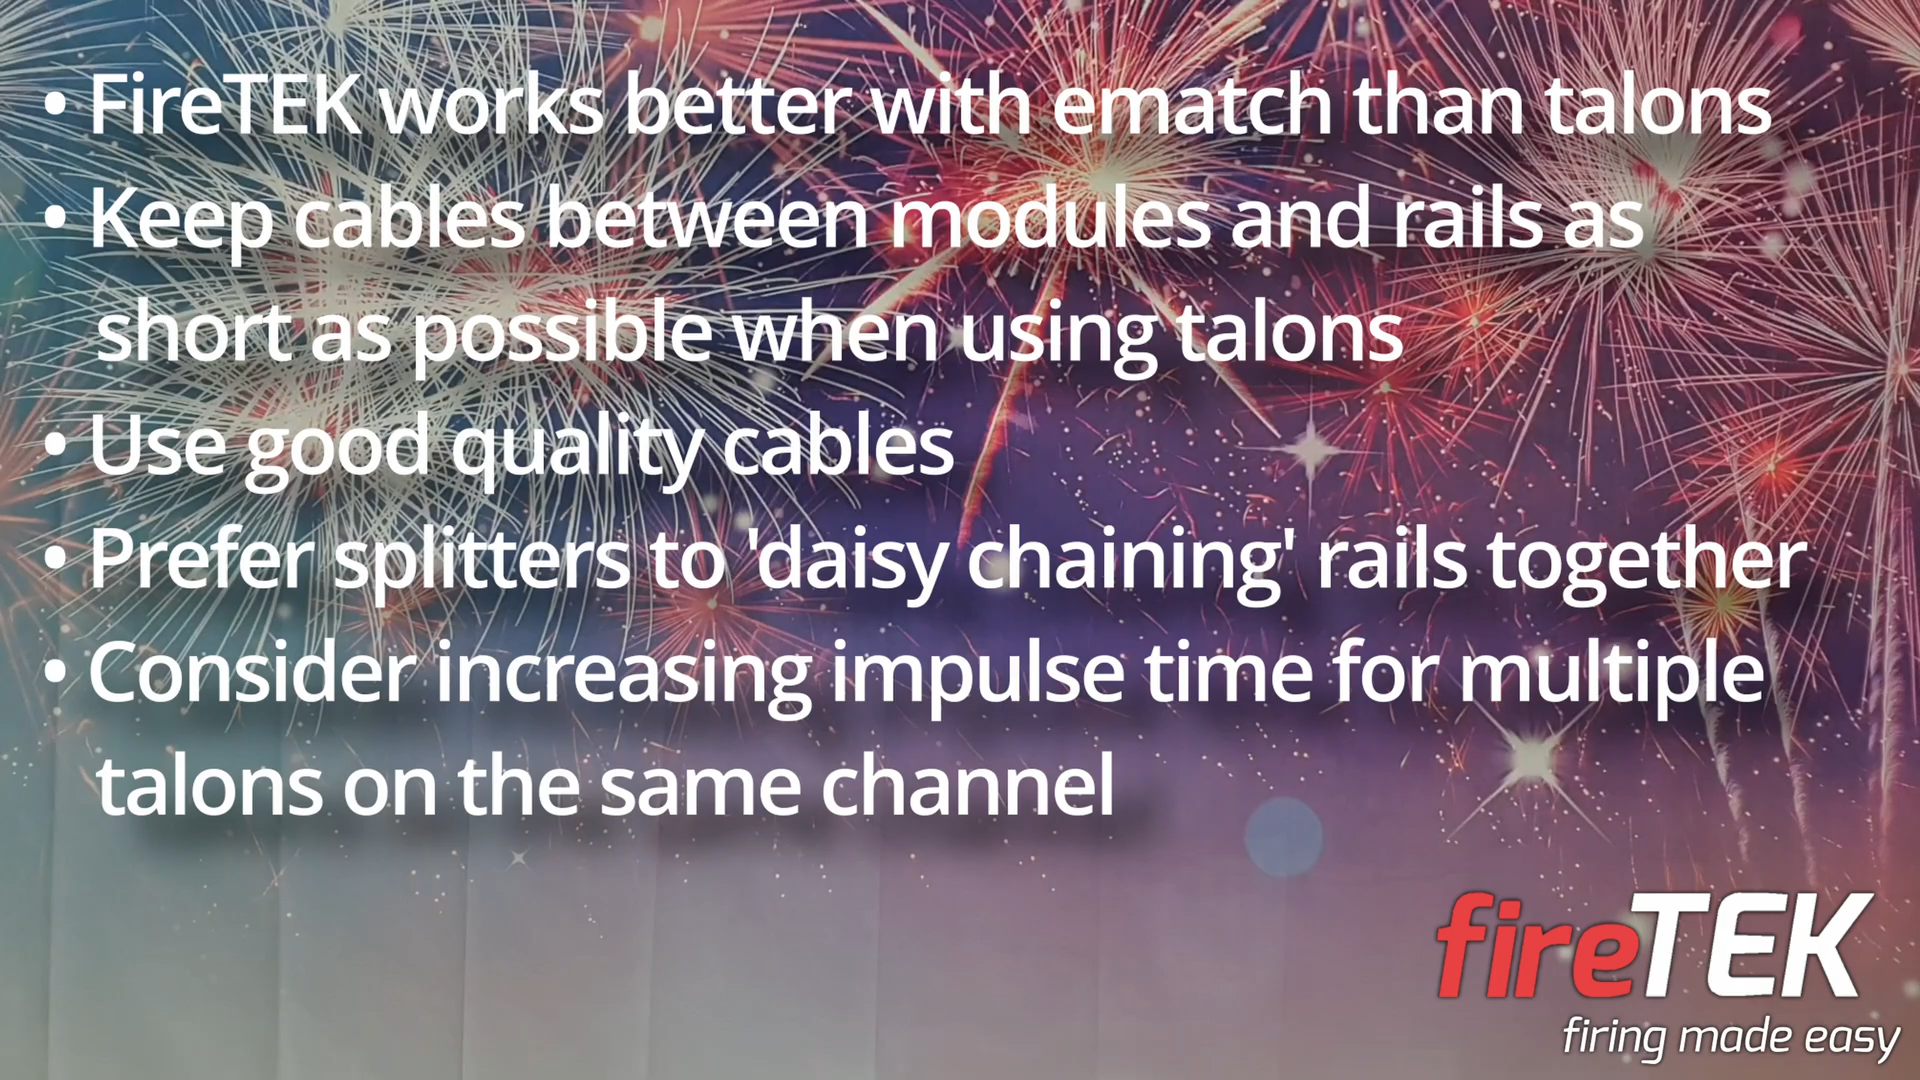 • FireTEK works better with ematch than talons
• Keep cables between modules and rails as
short as possible when using talons
• Use good quality cables
• Prefer splitters to 'daisy chaining' rails together
• Consider increasing impulse time for multiple
talons on the same channel
fireTEK
firing made easy